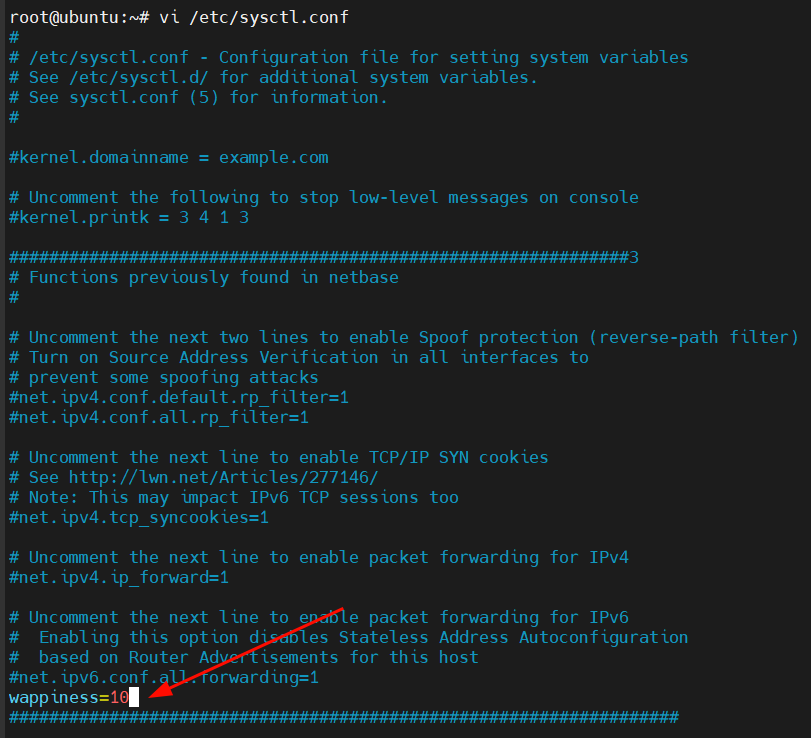 root@ubuntu:~# vi /etc/sysctl.conf
#
# /etc/sysctl.conf - Configuration file for setting system variables
# See /etc/sysctl.d/ for additional system variables.
# See sysctl.conf (5) for information.
#
#kernel.domainname = example.com
# Uncomment the following to stop low-level messages on console
#kernel.printk = 3 4 1 3
##############################################################3
# Functions previously found in netbase
#
# Uncomment the next two lines to enable Spoof protection (reverse-path filter)
# Turn on Source Address Verification in all interfaces to
# prevent some spoofing attacks
#net.ipv4.conf.default.rp_filter=1
#net.ipv4.conf.all.rp_filter=1
# Uncomment the next line to enable TCP/IP SYN cookies
# See http://lwn.net/Articles/277146/
# Note: This may impact IPv6 TCP sessions too
#net.ipv4.tcp_syncookies=1
# Uncomment the next line to enable packet forwarding for IPv4
#net.ipv4.ip_forward=1
# Uncomment the next line to enable packet forwarding for IPv6
#  Enabling this option disables Stateless Address Autoconfiguration
#  based on Router Advertisements for this host
#net.ipv6.conf.all.forwarding=1
wappiness=10
###################################################################